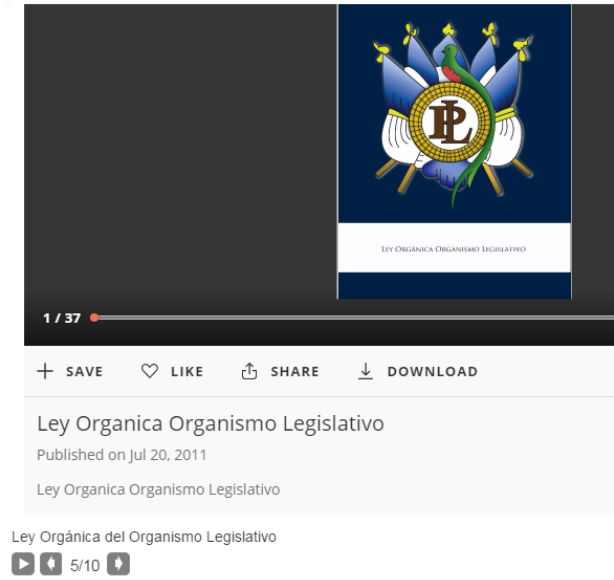 PL
LEY ORGÁNICA ORGANISMO LEGISLATIVO
1 / 37
SAVE LIKE SHARE DOWNLOAD
Ley Organica Organismo Legislativo
Published on Jul 20, 2011
Ley Organica Organismo Legislativo
Ley Orgánica del Organismo Legislativo
5/10